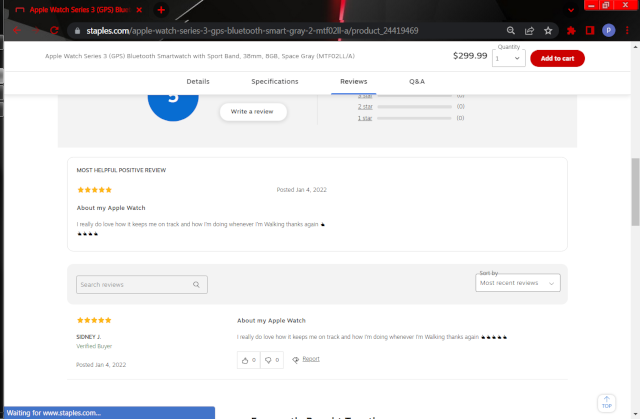 Apple Watch Series 3 (GPS) Bluet
staples.com/apple-watch-series-3-gps-bluetooth-smart-gray-2-mtf02ll-a/product_24419469
P
Apple Watch Series 3 (GPS) Bluetooth Smartwatch with Sport Band, 38mm, 8GB, Space Gray (MTF02LL/A)
$299.99
Quantity
1
Add to cart
Details
Specifications
Reviews
Q&A
5
Write a review
3 star (0)
2 star (0)
1 star (0)
MOST HELPFUL POSITIVE REVIEW
Posted Jan 4, 2022
About my Apple Watch
I really do love how it keeps me on track and how I'm doing whenever I'm Walking thanks again
Search reviews
Sort by
Most recent reviews
SIDNEY J.
Verified Buyer
Posted Jan 4, 2022
About my Apple Watch
I really do love how it keeps me on track and how I'm doing whenever I'm Walking thanks again
0
0
Report
TOP
Waiting for www.staples.com...